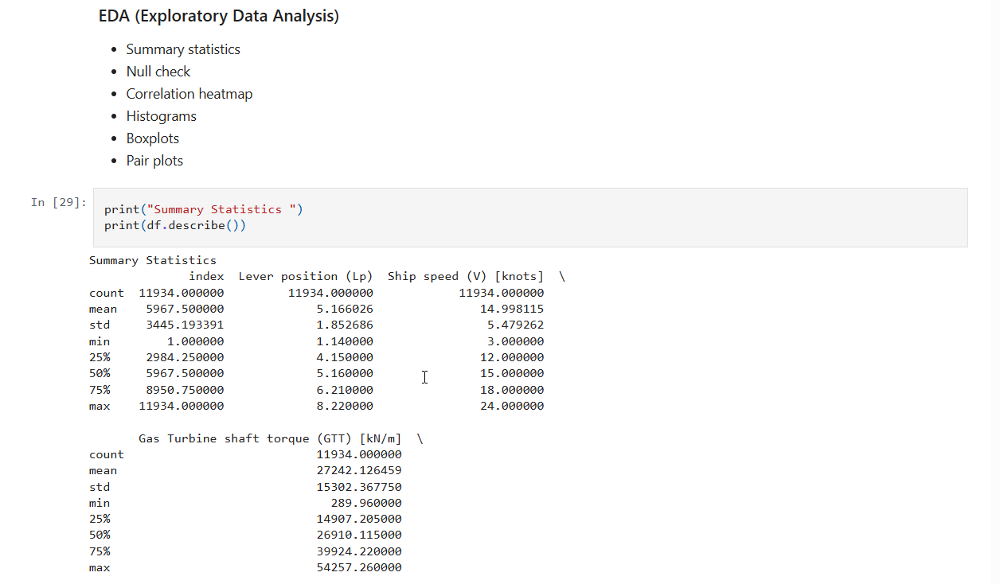 EDA (Exploratory Data Analysis)
• Summary statistics
• Null check
• Correlation heatmap
• Histograms
• Boxplots
• Pair plots
In [29]:
print("Summary Statistics ")
print(df.describe())
Summary Statistics
index  Lever position (Lp)  Ship speed (V) [knots]  \
count  11934.000000  11934.000000  11934.000000
mean  5967.500000  5.166026  14.998115
std  3445.193391  1.852686  5.479262
min  1.000000  1.140000  3.000000
25%  2984.250000  4.150000  12.000000
50%  5967.500000  5.160000  15.000000
75%  8950.750000  6.210000  18.000000
max  11934.000000  8.220000  24.000000
Gas Turbine shaft torque (GTT) [kN/m]  \
count  11934.000000
mean  27242.126459
std  15302.367750
min  289.960000
25%  14907.205000
50%  26910.115000
75%  39924.220000
max  54257.260000